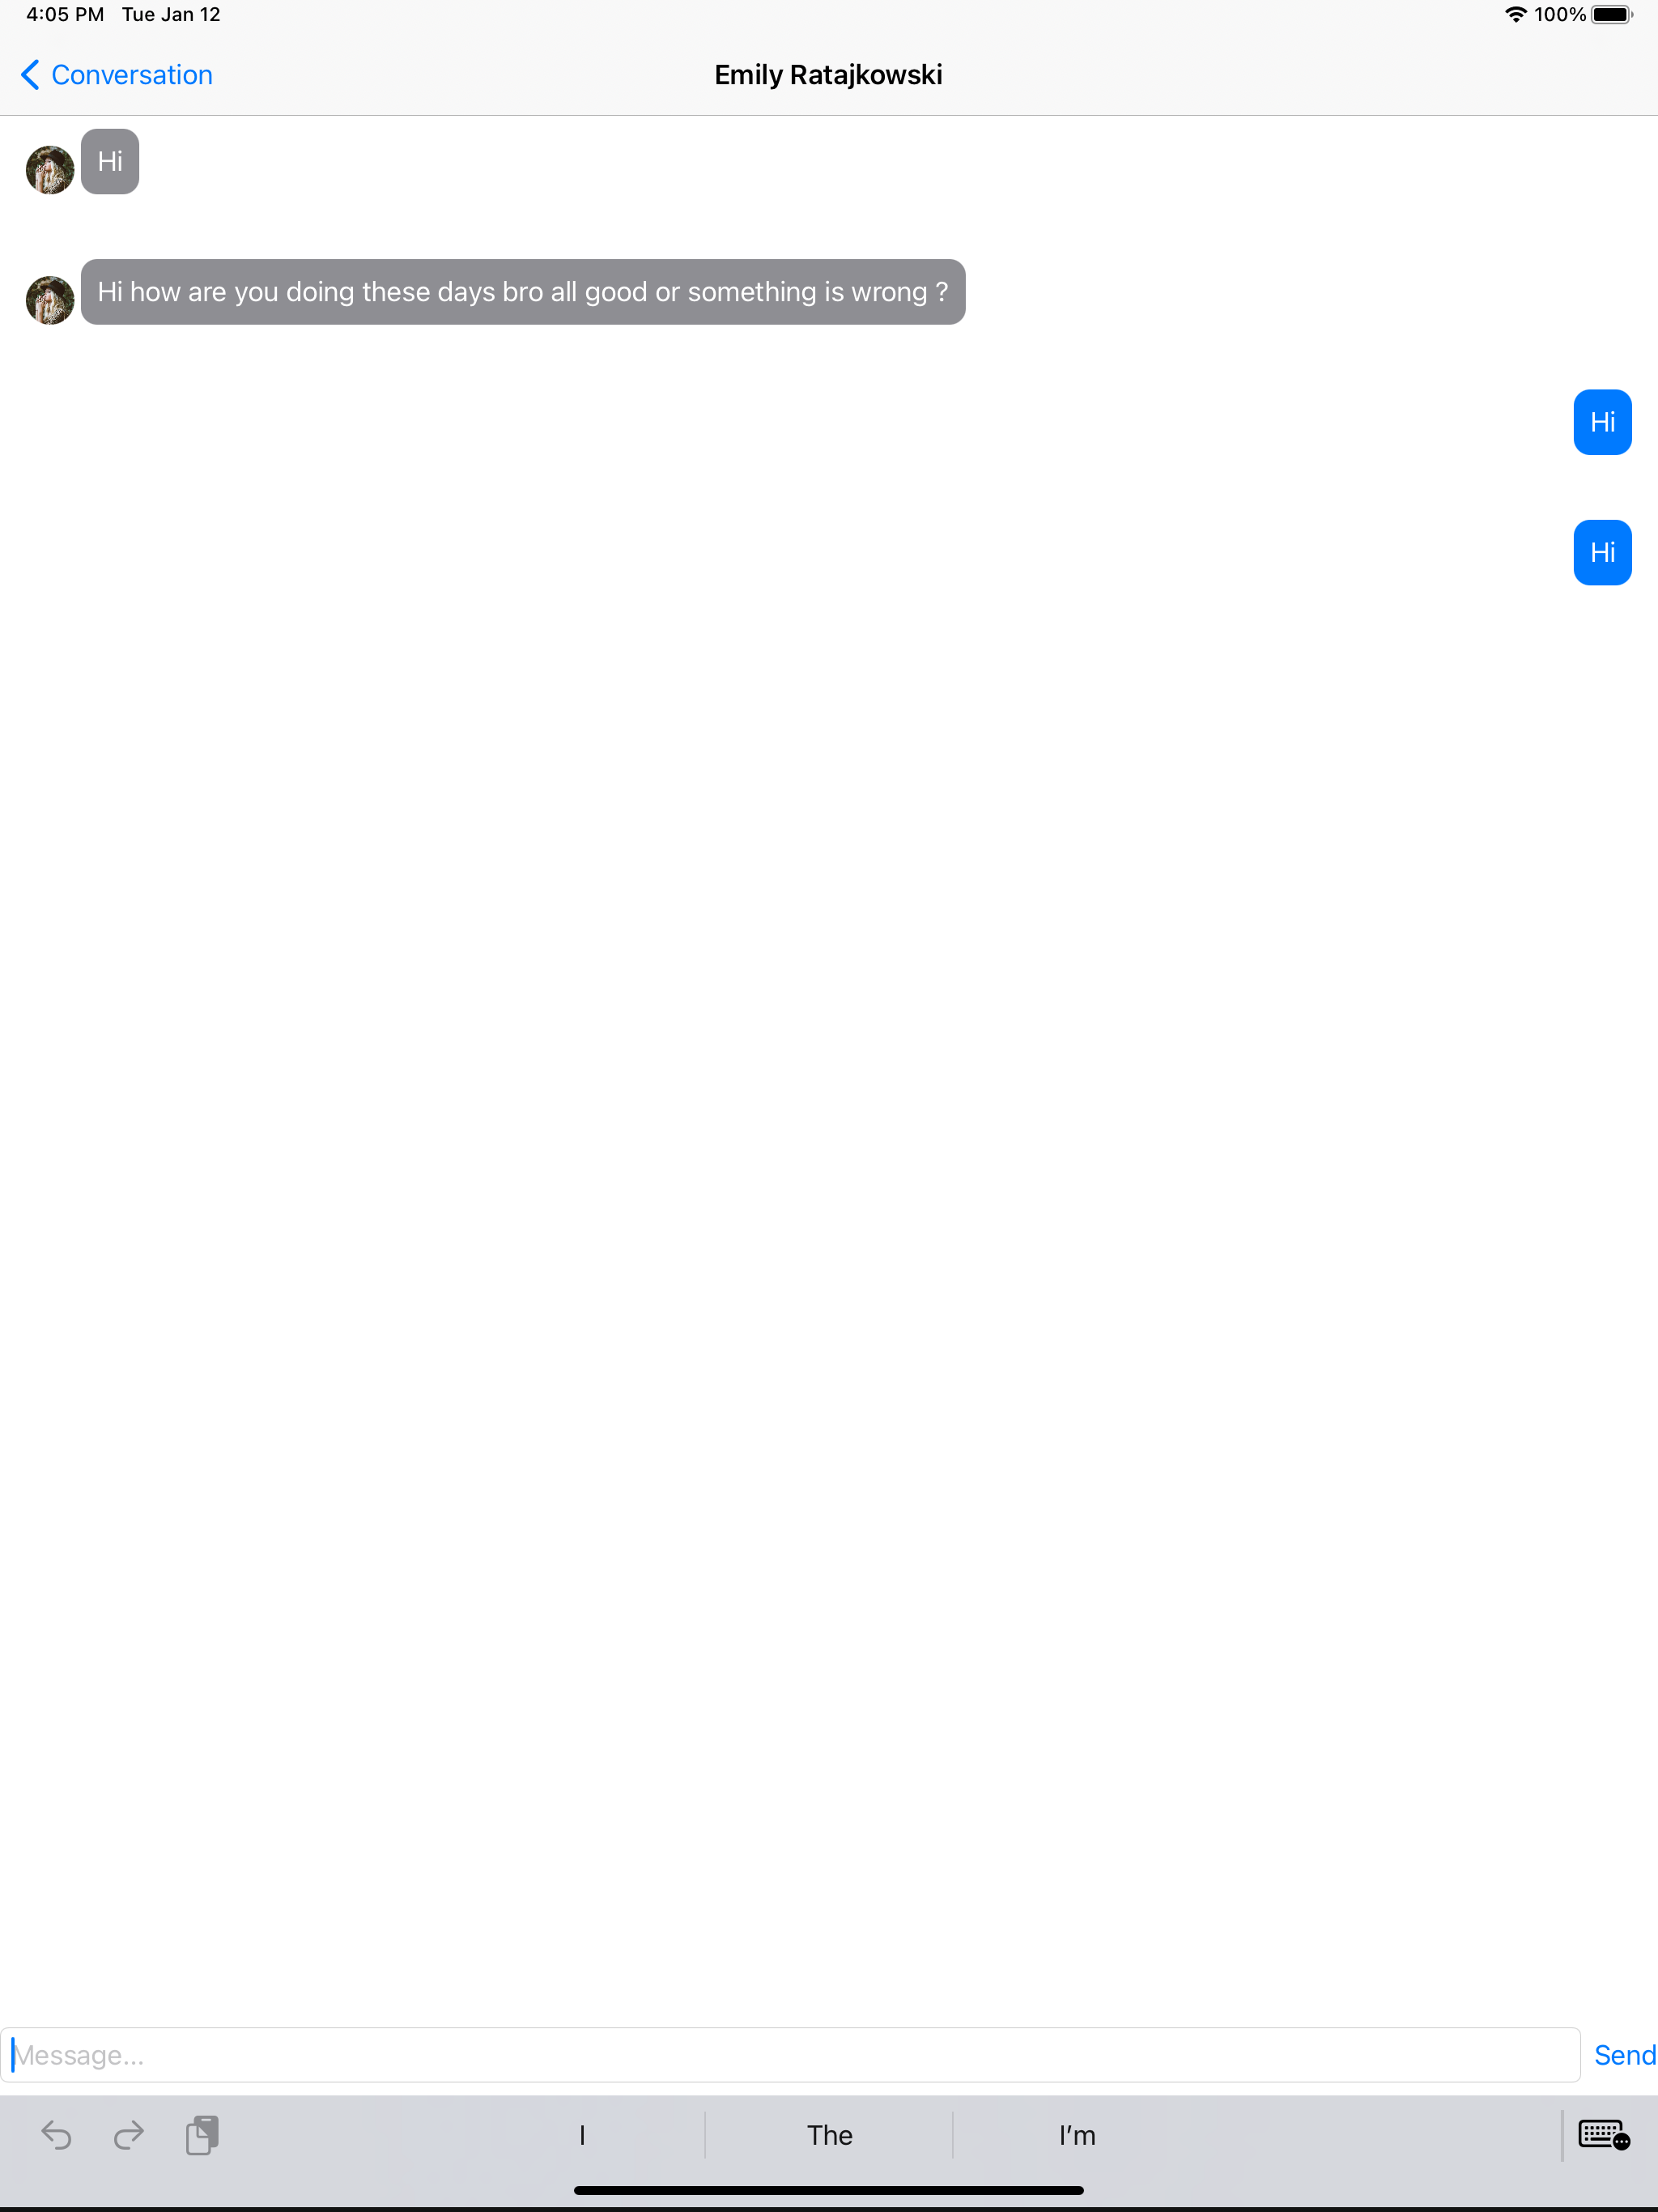 4:05 PM Tue Jan 12 100%
Conversation Emily Ratajkowski
Hi
Hi how are you doing these days bro all good or something is wrong ?
Hi
Hi
Message... Send
I The I’m